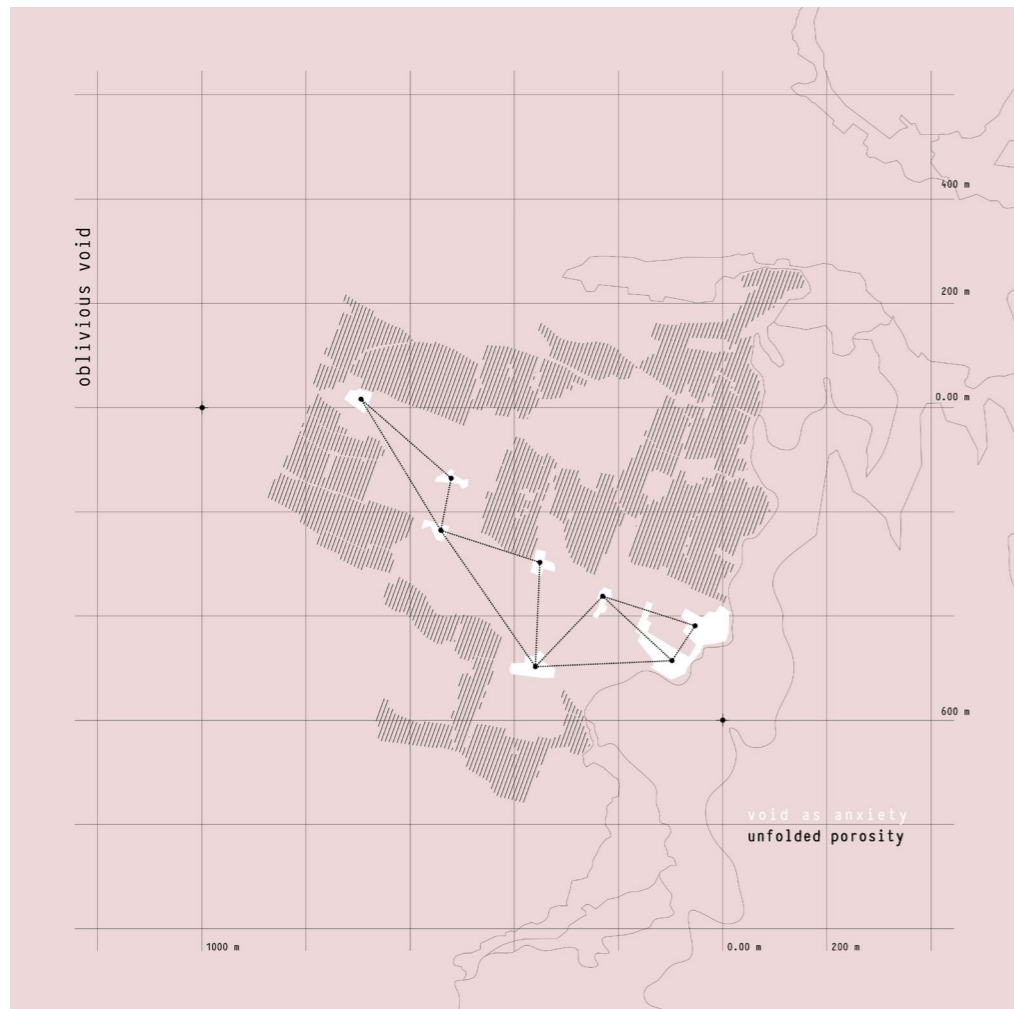 400 m
200 m
oblivious void
0.00 m
600 m
void as anxiety
unfolded porosity
1000 m
0.00 m
200 m